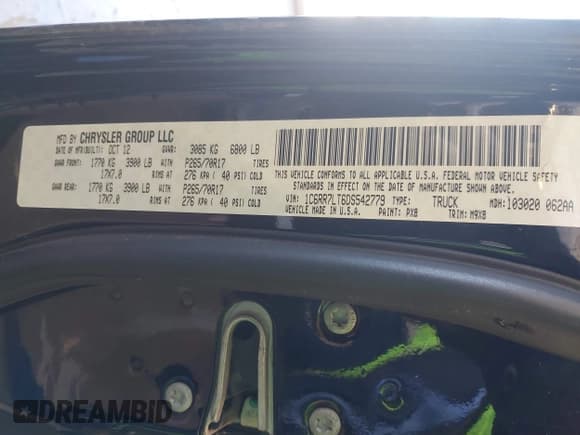 MFD BY CHRYSLER GROUP LLC
DATE OF MFR(BUILT): OCT 12 GVWR: 3085 KG 6800 LB
GAWR FRONT: 1770 KG 3900 LB WITH P265/70R17 TIRES
17X7.0 RIMS AT 276 KPA ( 40 PSI) COLD
GAWR REAR: 1770 KG 3900 LB WITH P265/70R17 TIRES
17X7.0 RIMS AT 276 KPA ( 40 PSI) COLD
THIS VEHICLE CONFORMS TO ALL APPLICABLE U.S.A. FEDERAL MOTOR VEHICLE SAFETY
STANDARDS IN EFFECT ON THE DATE OF MANUFACTURE SHOWN ABOVE.
VEHICLE MADE IN U.S.A.
VIN: 1C6RR7LT6DS542779 TYPE: TRUCK MDH: 103020 062AA
PAINT: PXB TRIM: M9X8
DREAMBID